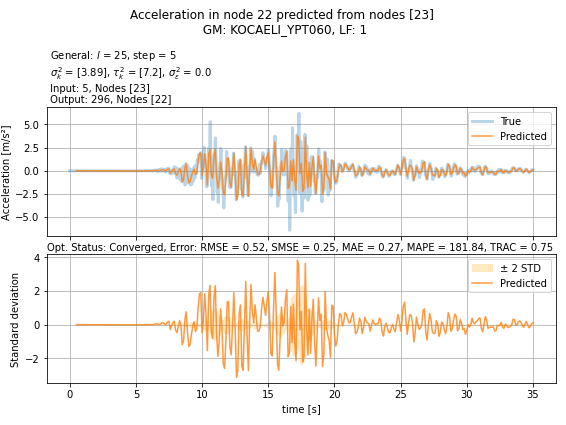 Acceleration in node 22 predicted from nodes [23]
GM: KOCAELI_YPT060, LF: 1
General: l = 25, step = 5
σ²ₖ = [3.89], τ²ₖ = [7.2], σ²ε = 0.0
Input: 5, Nodes [23]
Output: 296, Nodes [22]
Acceleration [m/s²]
5.0
2.5
0.0
−2.5
−5.0
True
Predicted
Opt. Status: Converged, Error: RMSE = 0.52, SMSE = 0.25, MAE = 0.27, MAPE = 181.84, TRAC = 0.75
Standard deviation
4
2
0
−2
± 2 STD
Predicted
0 5 10 15 20 25 30 35
time [s]